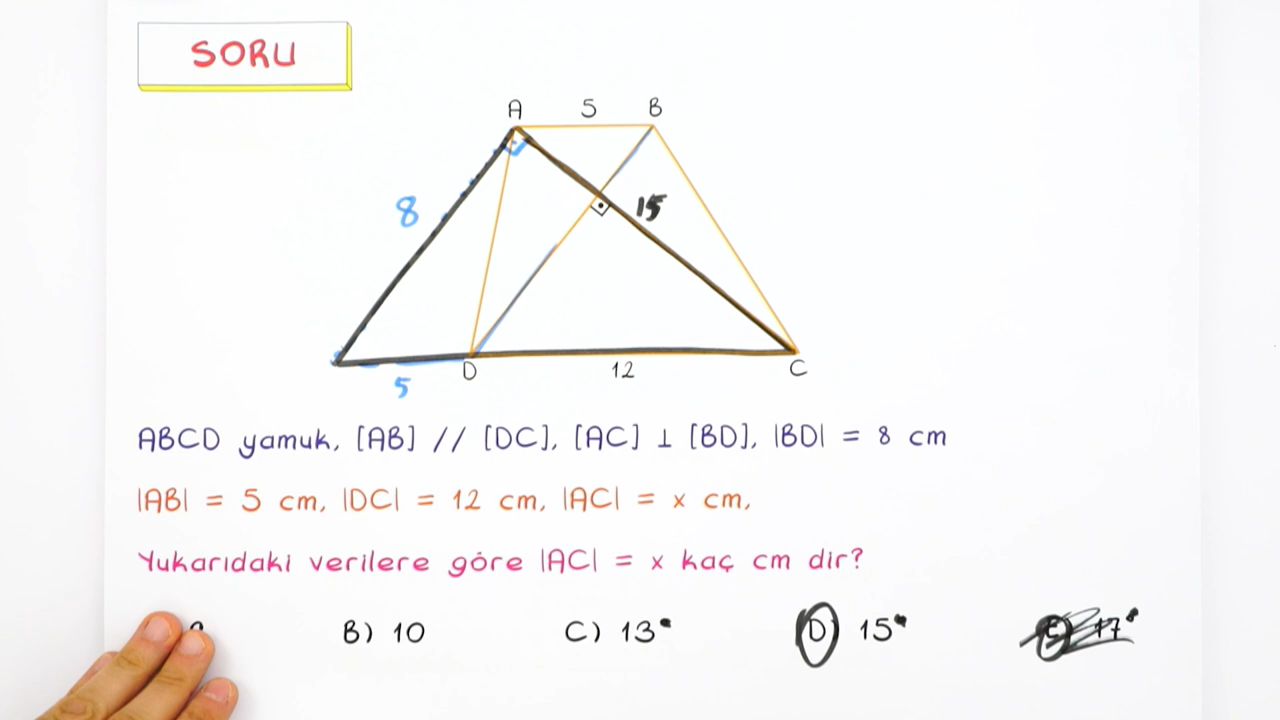 SORU
A 5 B
8
15
5
D 12 C
ABCD yamuk, [AB] // [DC], [AC] ⊥ [BD], |BD| = 8 cm
|AB| = 5 cm, |DC| = 12 cm, |AC| = x cm,
Yukarıdaki verilere göre |AC| = x kaç cm dir?
B) 10 C) 13 D) 15 E) 17